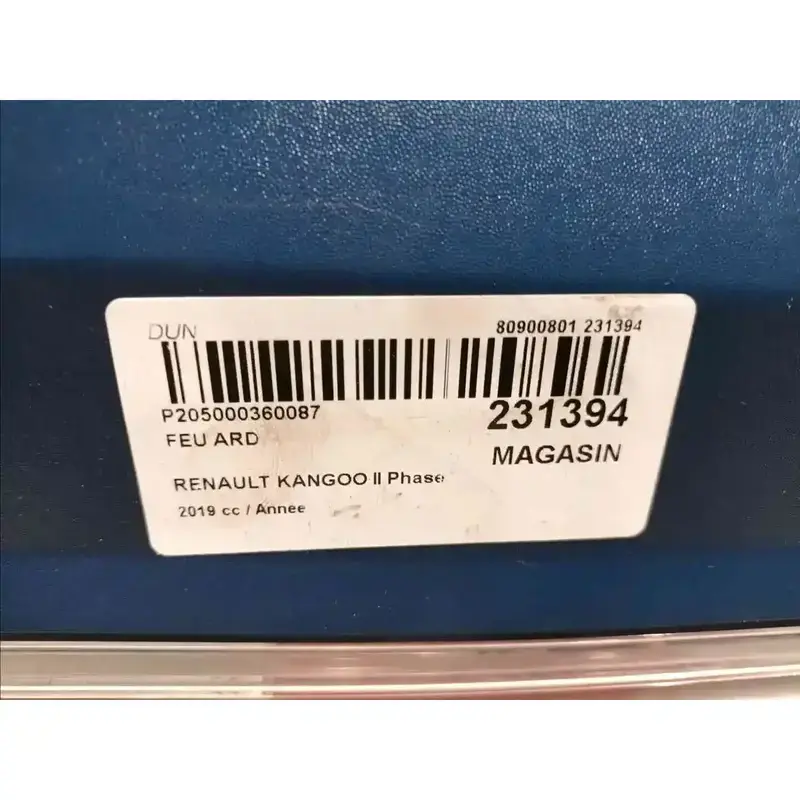 DUN 80900801 231394
P205000360087 231394
FEU ARD MAGASIN
RENAULT KANGOO II Phase
2019 cc / Annee